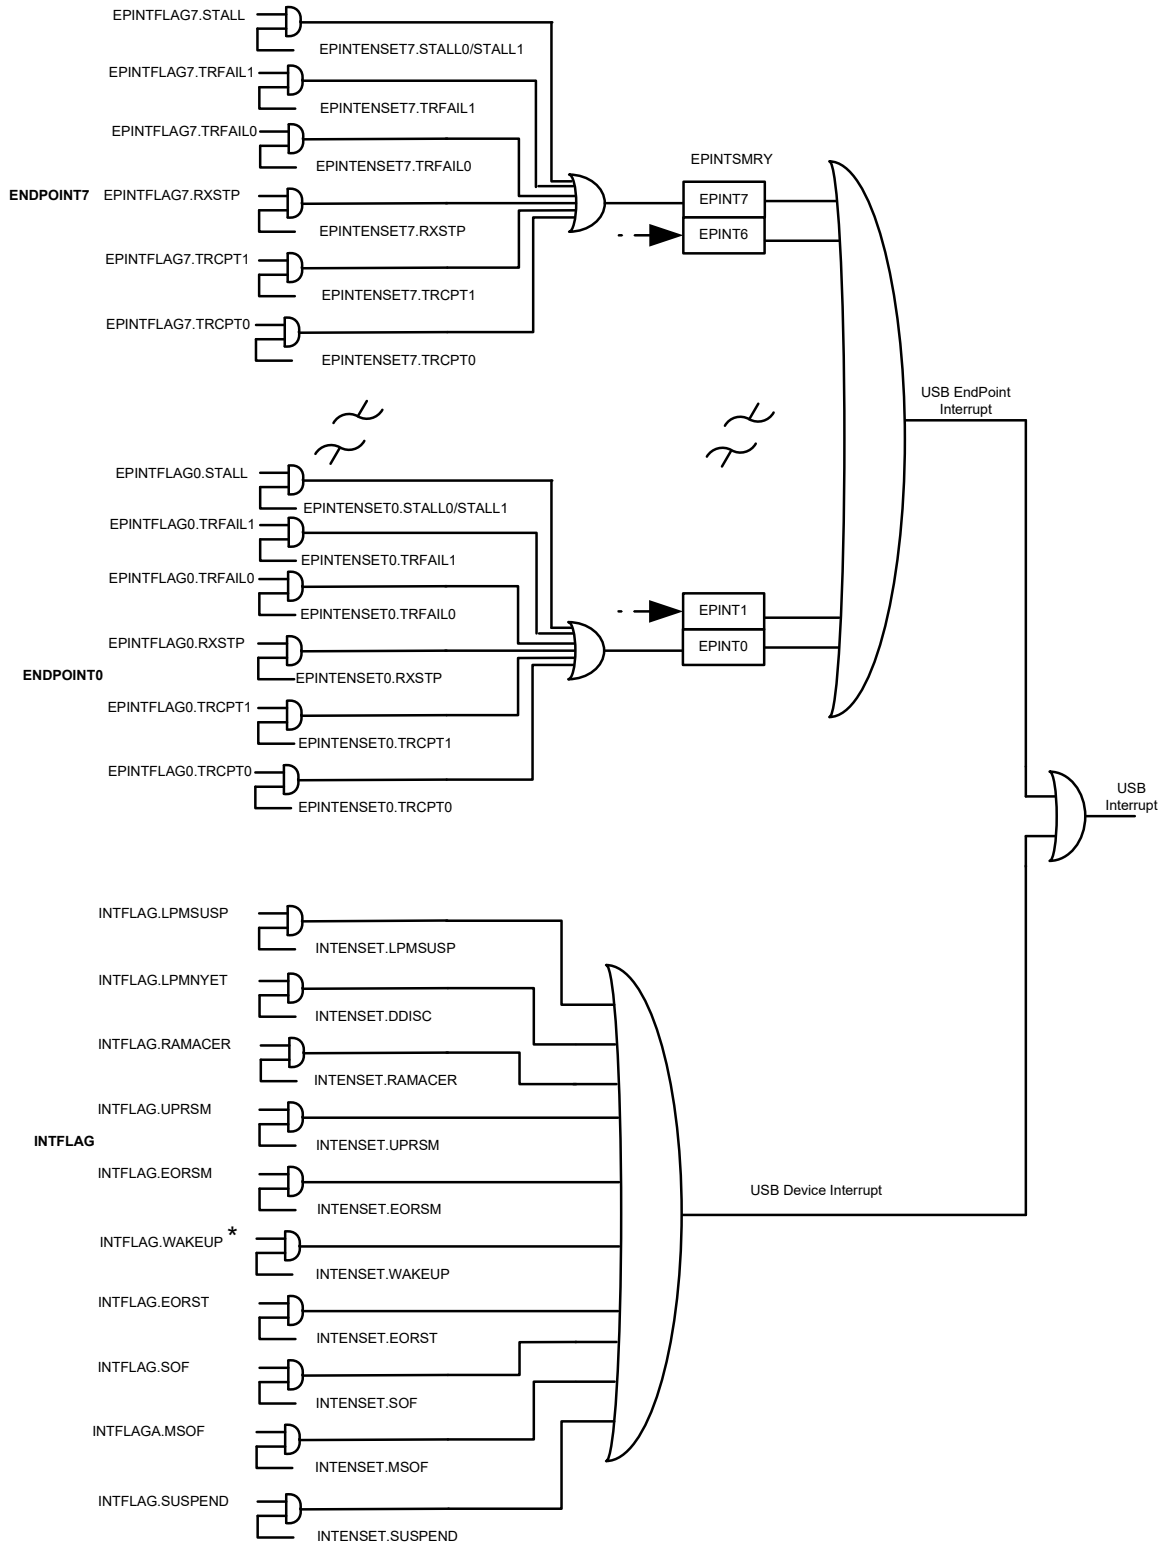 EPINTFLAG7.STALL
EPINTENSET7.STALL0/STALL1
EPINTFLAG7.TRFAIL1
EPINTENSET7.TRFAIL1
EPINTFLAG7.TRFAIL0
EPINTENSET7.TRFAIL0
ENDPOINT7
EPINTFLAG7.RXSTP
EPINTENSET7.RXSTP
EPINTFLAG7.TRCPT1
EPINTENSET7.TRCPT1
EPINTFLAG7.TRCPT0
EPINTENSET7.TRCPT0
EPINTSMRY
EPINT7
EPINT6
USB EndPoint
Interrupt
EPINTFLAG0.STALL
EPINTENSET0.STALL0/STALL1
EPINTFLAG0.TRFAIL1
EPINTENSET0.TRFAIL1
EPINTFLAG0.TRFAIL0
EPINTENSET0.TRFAIL0
EPINTFLAG0.RXSTP
ENDPOINT0
EPINTENSET0.RXSTP
EPINTFLAG0.TRCPT1
EPINTENSET0.TRCPT1
EPINTFLAG0.TRCPT0
EPINTENSET0.TRCPT0
EPINT1
EPINT0
USB
Interrupt
INTFLAG.LPMSUSP
INTENSET.LPMSUSP
INTFLAG.LPMNYET
INTENSET.DDISC
INTFLAG.RAMACER
INTENSET.RAMACER
INTFLAG.UPRSM
INTFLAG
INTENSET.UPRSM
INTFLAG.EORSM
INTENSET.EORSM
INTFLAG.WAKEUP *
INTENSET.WAKEUP
INTFLAG.EORST
INTENSET.EORST
INTFLAG.SOF
INTENSET.SOF
INTFLAGA.MSOF
INTENSET.MSOF
INTFLAG.SUSPEND
INTENSET.SUSPEND
USB Device Interrupt